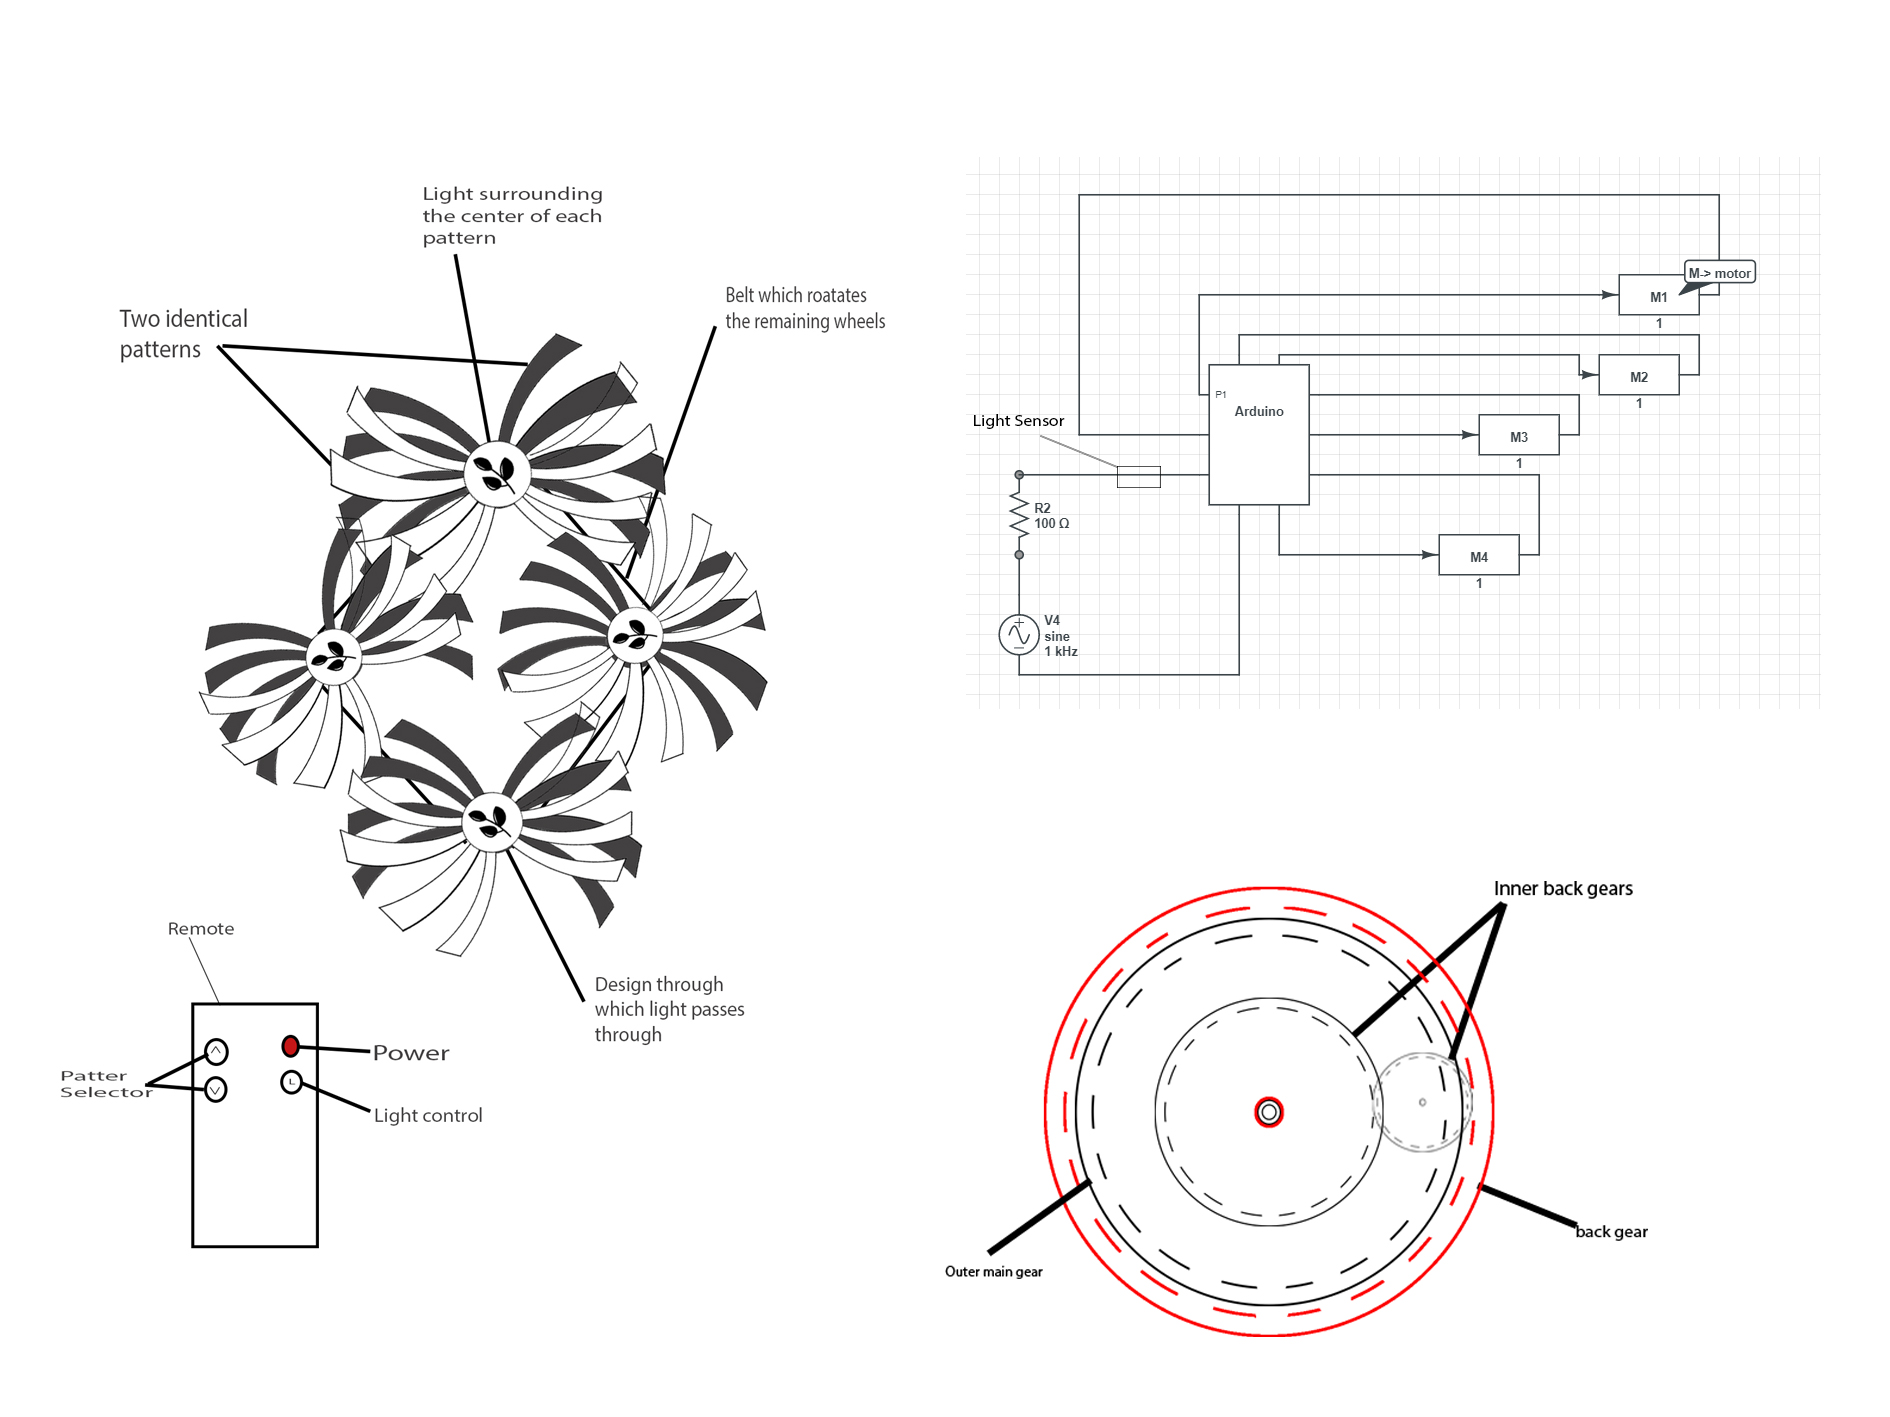 Light surrounding
the center of each
pattern
Two identical
patterns
Belt which roatates
the remaining wheels
Design through
which light passes
through
Remote
Power
Patter
Selector
L
Light control
M-> motor
M1
1
M2
1
P1
Arduino
Light Sensor
M3
1
R2
100 Ω
M4
1
V4
sine
1 kHz
Inner back gears
back gear
Outer main gear